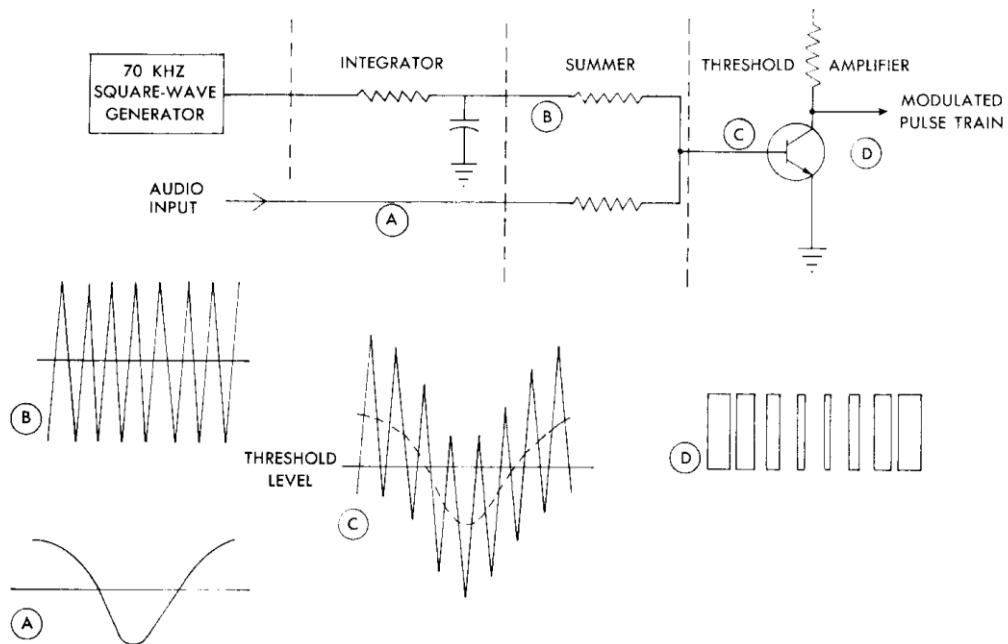 70 KHZ
SQUARE-WAVE
GENERATOR
INTEGRATOR
SUMMER
THRESHOLD
AMPLIFIER
MODULATED
PULSE TRAIN
B
C
D
AUDIO
INPUT
A
B
THRESHOLD
LEVEL
C
D
A